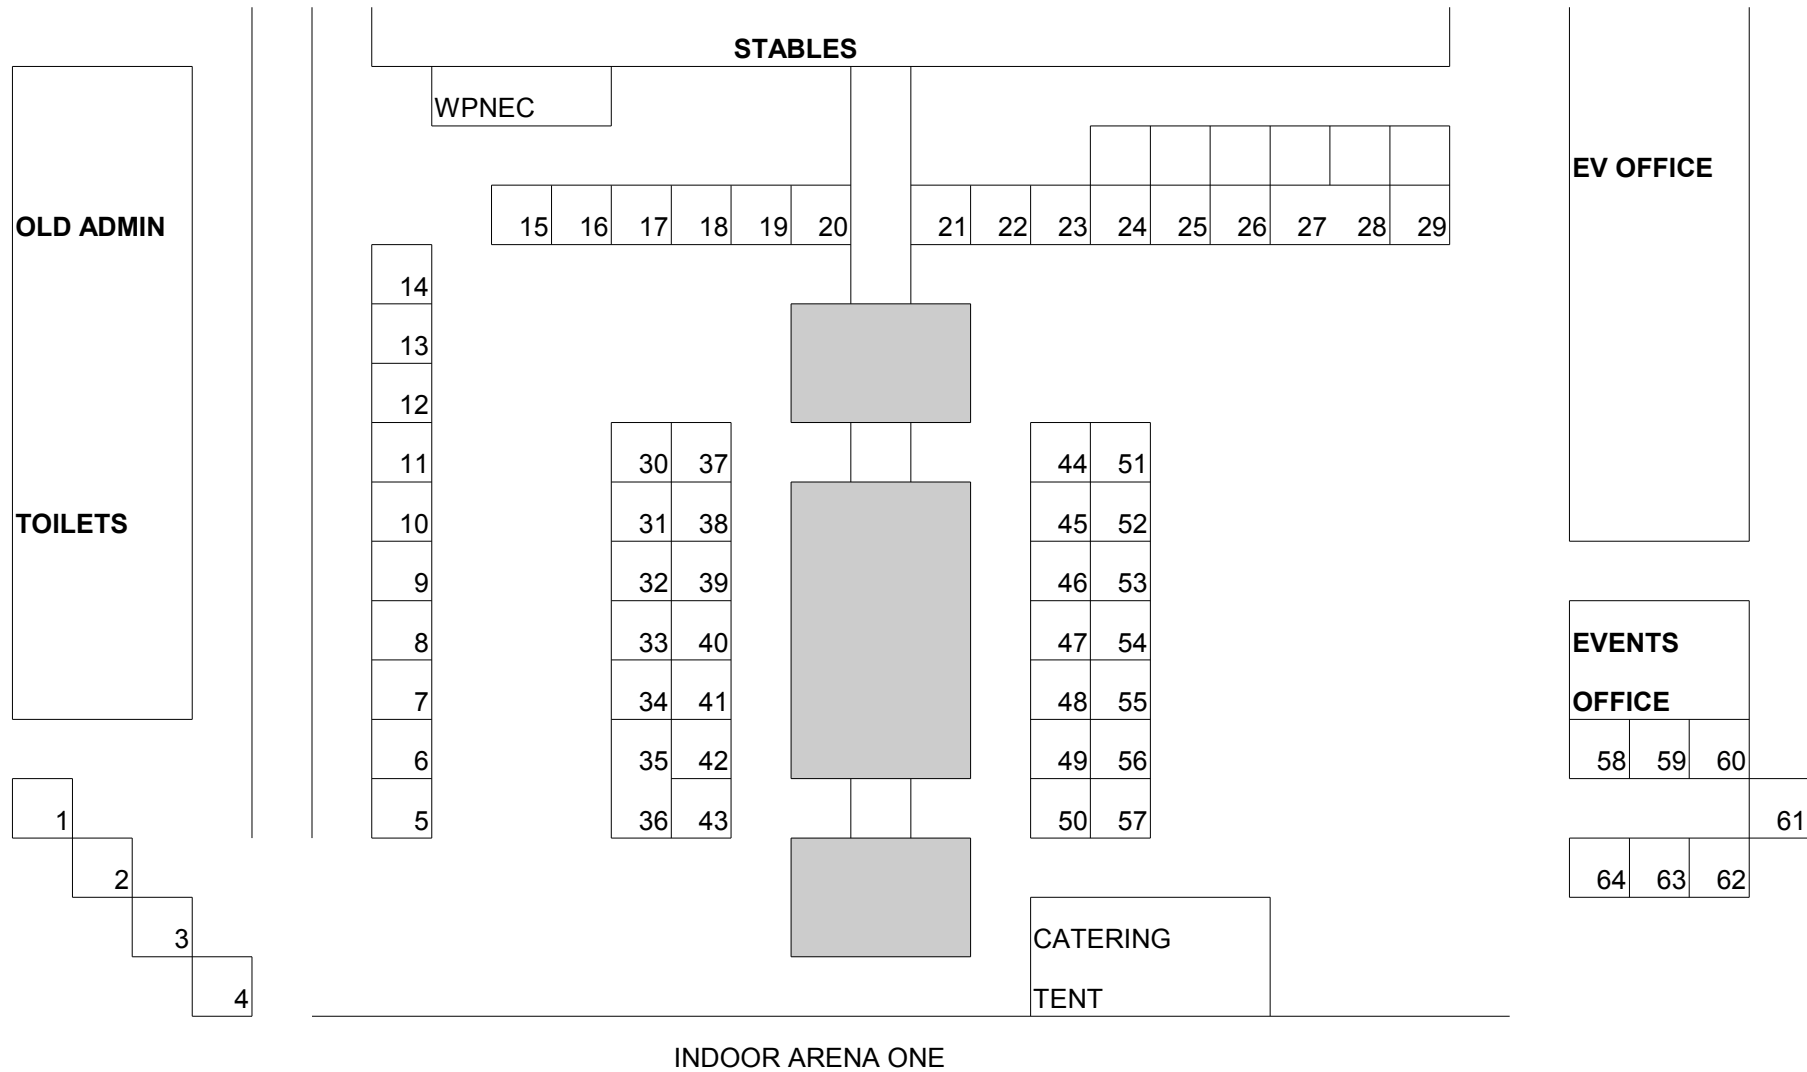 STABLES
WPNEC
EV OFFICE
OLD ADMIN
15 16 17 18 19 20 21 22 23 24 25 26 27 28 29
14
13
12
11 30 37 44 51
TOILETS 10 31 38 45 52
9 32 39 46 53
8 33 40 47 54 EVENTS
7 34 41 48 55 OFFICE
6 35 42 49 56 58 59 60
1 5 36 43 50 57 61
2 64 63 62
3 CATERING
4 TENT
INDOOR ARENA ONE